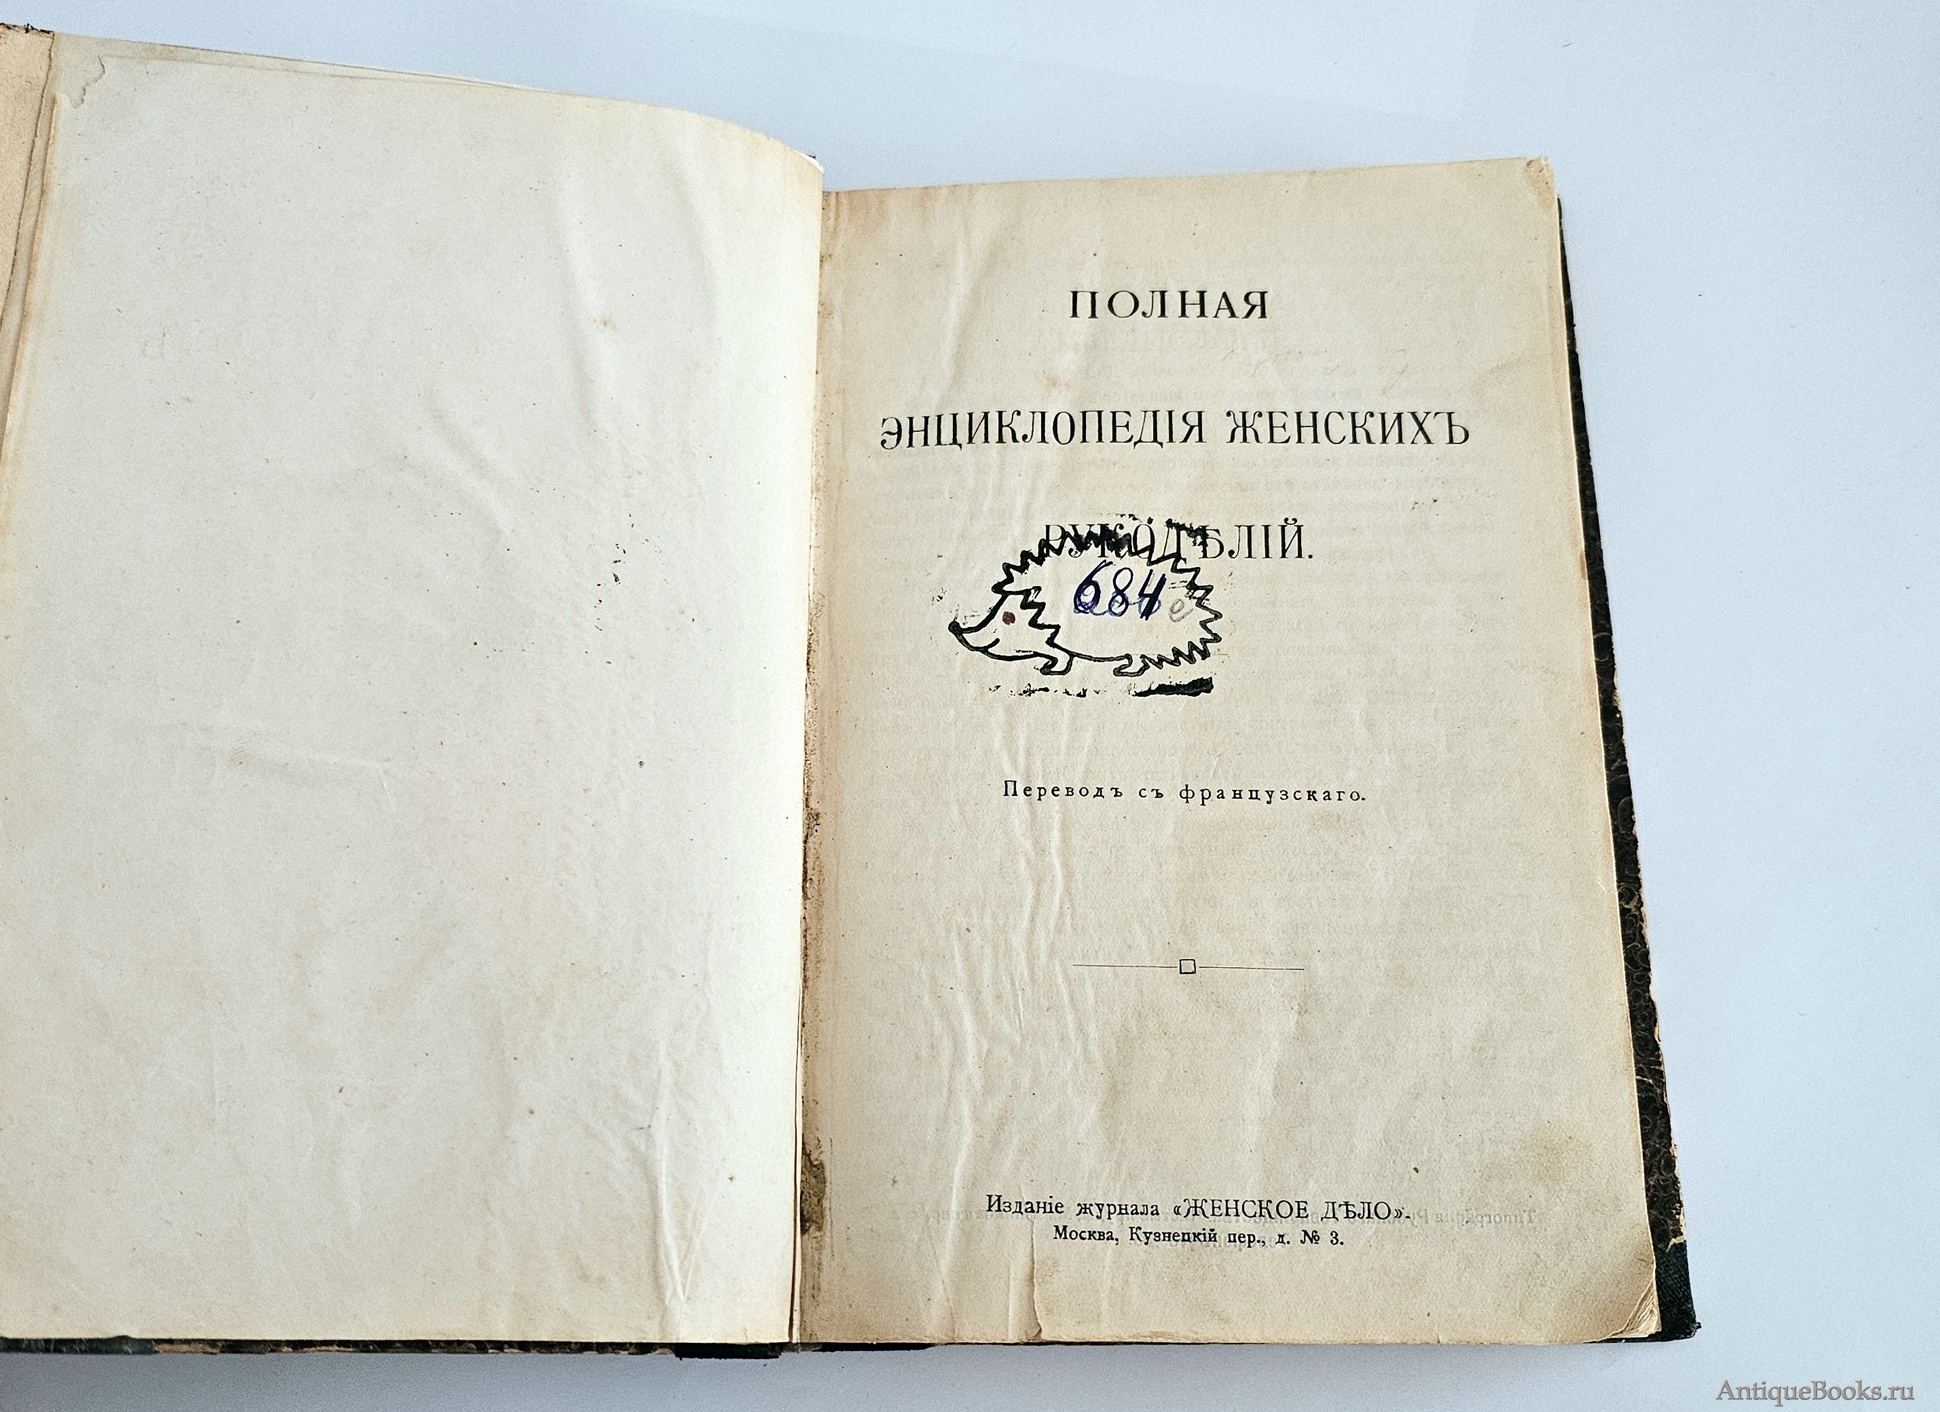 ПОЛНАЯ
ЭНЦИКЛОПЕДІЯ ЖЕНСКИХЪ
РУКОДѢЛІЙ.
684
Переводъ съ французскаго.
Изданіе журнала «ЖЕНСКОЕ ДѢЛО».
Москва, Кузнецкій пер., д. № 3.
AntiqueBooks.ru